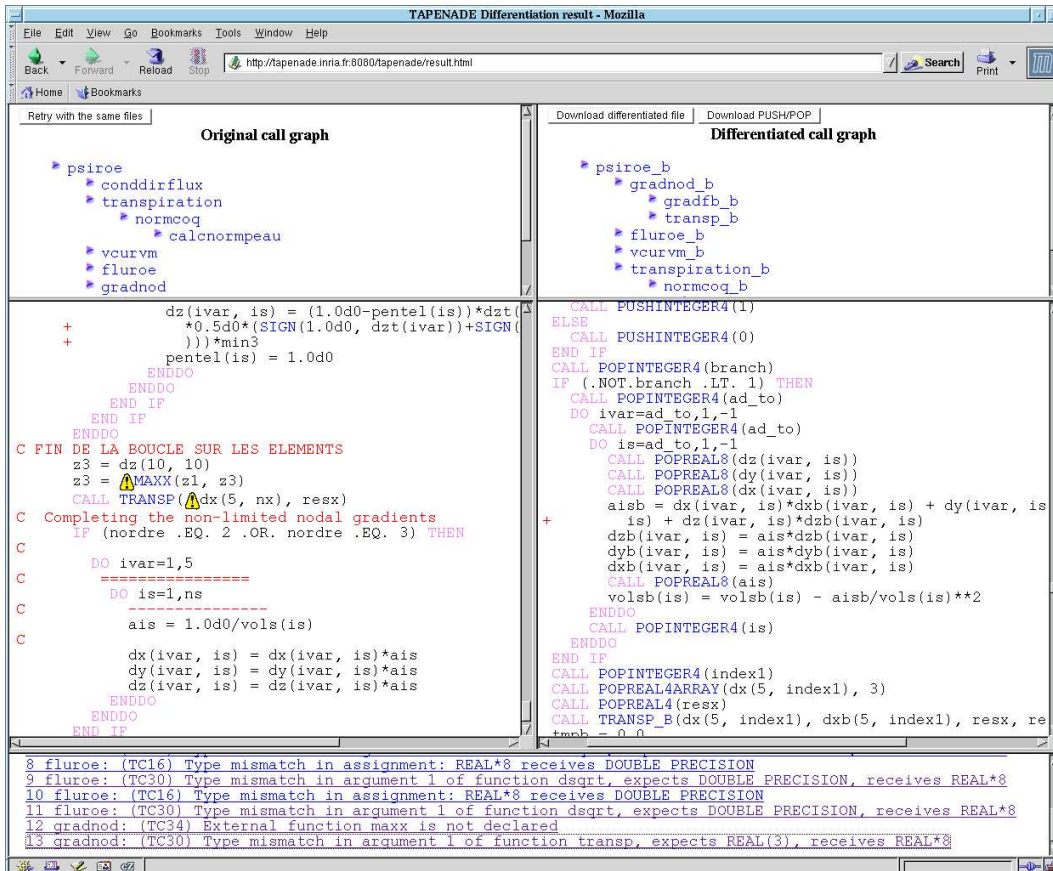 TAPENADE Differentiation result - Mozilla
File Edit View Go Bookmarks Tools Window Help
Back Forward Reload Stop http://tapenade.inria.fr:8080/tapenade/result.html Search Print
Home Bookmarks
Retry with the same files
Original call graph
psiroe
conddirflux
transpiration
normcoq
calcnormpeau
vcurvm
fluroe
gradnod
Download differentiated file Download PUSH/POP
Differentiated call graph
psiroe_b
gradnod_b
gradfb_b
transp_b
fluroe_b
vcurvm_b
transpiration_b
normcoq_b
dz(ivar, is) = (1.0d0-pentel(is))*dzt(
+ *0.5d0*(SIGN(1.0d0, dzt(ivar))+SIGN(
+ )))*min3
pentel(is) = 1.0d0
ENDDO
ENDDO
END IF
END IF
ENDDO
C FIN DE LA BOUCLE SUR LES ELEMENTS
z3 = dz(10, 10)
z3 = MAXX(z1, z3)
CALL TRANSP(dx(5, nx), resx)
C Completing the non-limited nodal gradients
IF (nordre .EQ. 2 .OR. nordre .EQ. 3) THEN
C
DO ivar=1,5
C ================
DO is=1,ns
C ---------------
ais = 1.0d0/vols(is)
C
dx(ivar, is) = dx(ivar, is)*ais
dy(ivar, is) = dy(ivar, is)*ais
dz(ivar, is) = dz(ivar, is)*ais
ENDDO
ENDDO
END IF
CALL PUSHINTEGER4(1)
ELSE
CALL PUSHINTEGER4(0)
END IF
CALL POPINTEGER4(branch)
IF (.NOT.branch .LT. 1) THEN
CALL POPINTEGER4(ad_to)
DO ivar=ad_to,1,-1
CALL POPINTEGER4(ad_to)
DO is=ad_to,1,-1
CALL POPREAL8(dz(ivar, is))
CALL POPREAL8(dy(ivar, is))
CALL POPREAL8(dx(ivar, is))
aisb = dx(ivar, is)*dxb(ivar, is) + dy(ivar, is
+ is) + dz(ivar, is)*dzb(ivar, is)
dzb(ivar, is) = ais*dzb(ivar, is)
dyb(ivar, is) = ais*dyb(ivar, is)
dxb(ivar, is) = ais*dxb(ivar, is)
CALL POPREAL8(ais)
volsb(is) = volsb(is) - aisb/vols(is)**2
ENDDO
CALL POPINTEGER4(is)
ENDDO
END IF
CALL POPINTEGER4(index1)
CALL POPREAL4ARRAY(dx(5, index1), 3)
CALL POPREAL4(resx)
CALL TRANSP_B(dx(5, index1), dxb(5, index1), resx, re
tmpb = 0.0
8 fluroe: (TC16) Type mismatch in assignment: REAL*8 receives DOUBLE PRECISION
9 fluroe: (TC30) Type mismatch in argument 1 of function dsqrt, expects DOUBLE PRECISION, receives REAL*8
10 fluroe: (TC16) Type mismatch in assignment: REAL*8 receives DOUBLE PRECISION
11 fluroe: (TC30) Type mismatch in argument 1 of function dsqrt, expects DOUBLE PRECISION, receives REAL*8
12 gradnod: (TC34) External function maxx is not declared
13 gradnod: (TC30) Type mismatch in argument 1 of function transp, expects REAL(3), receives REAL*8